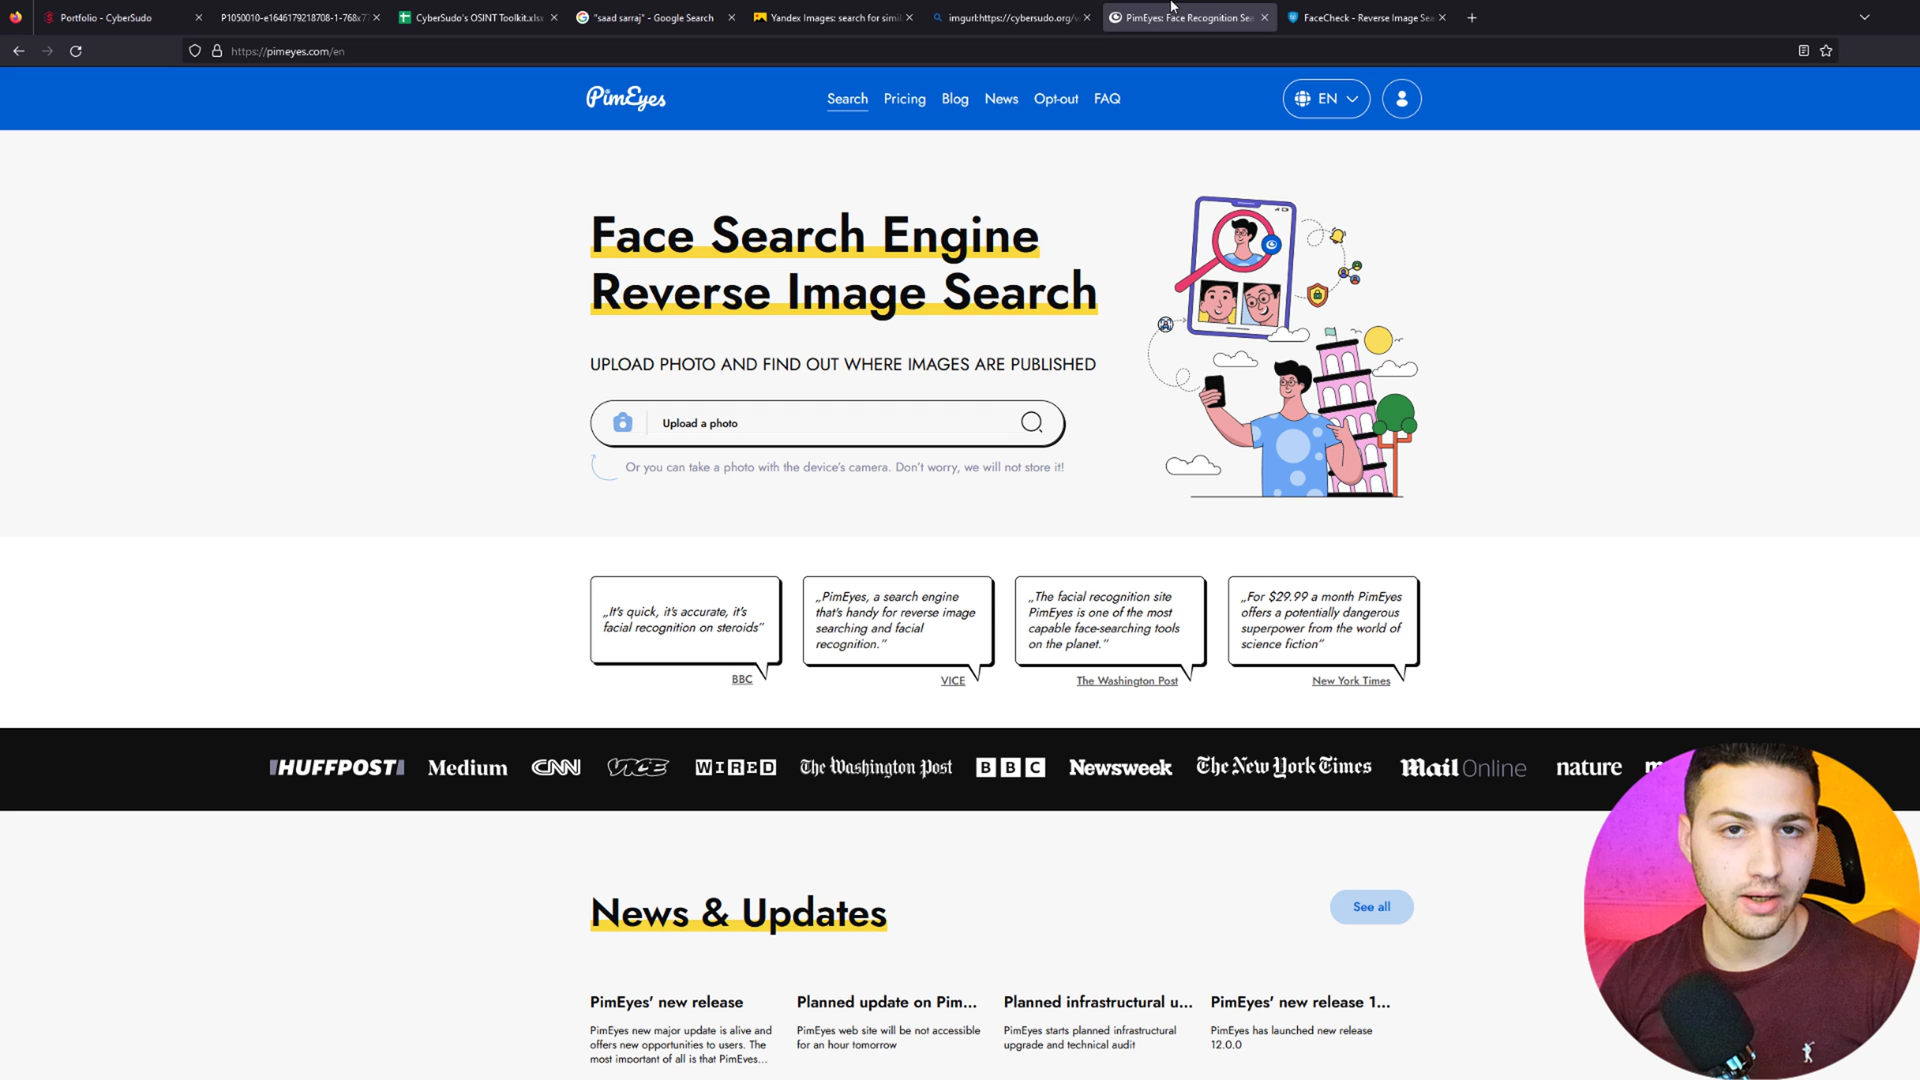 Portfolio - CyberSudo
P1050010-e1646179218708-1-768x7
CyberSudo's OSINT Toolkit.xlsx
"saad sarraj" - Google Search
Yandex Images: search for simil
imgurl:https://cybersudo.org/w
PimEyes: Face Recognition Sea
FaceCheck - Reverse Image Sea
https://pimeyes.com/en
PimEyes
Search
Pricing
Blog
News
Opt-out
FAQ
EN
Face Search Engine
Reverse Image Search
UPLOAD PHOTO AND FIND OUT WHERE IMAGES ARE PUBLISHED
Upload a photo
Or you can take a photo with the device's camera. Don't worry, we will not store it!
„It's quick, it's accurate, it's
facial recognition on steroids"
BBC
„PimEyes, a search engine
that's handy for reverse image
searching and facial
recognition."
VICE
„The facial recognition site
PimEyes is one of the most
capable face-searching tools
on the planet."
The Washington Post
„For $29.99 a month PimEyes
offers a potentially dangerous
superpower from the world of
science fiction"
New York Times
HUFFPOST
Medium
CNN
VICE
WIRED
The Washington Post
BBC
Newsweek
The New York Times
Mail Online
nature
News & Updates
See all
PimEyes' new release
PimEyes new major update is alive and
offers new opportunities to users. The
most important of all is that PimEyes...
Planned update on Pim...
PimEyes web site will be not accessible
for an hour tomorrow
Planned infrastructural u...
PimEyes starts planned infrastructural
upgrade and technical audit
PimEyes' new release 1...
PimEyes has launched new release
12.0.0